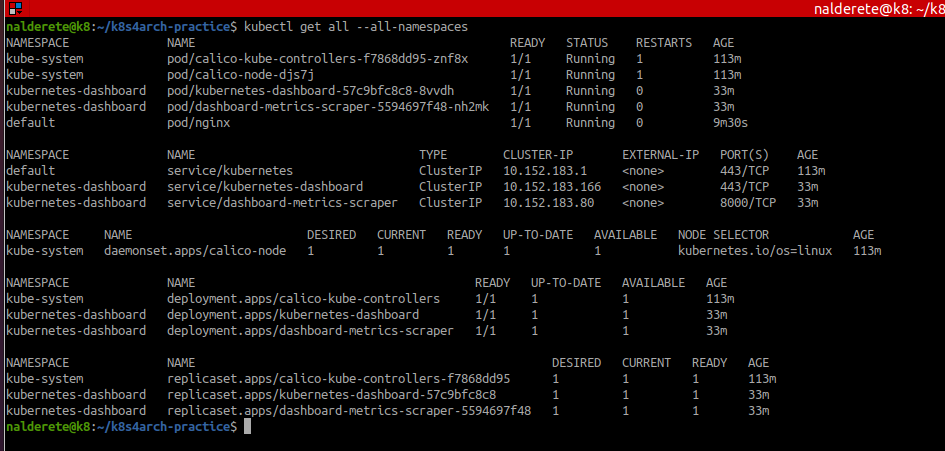 nalderete@k8: ~/k8
nalderete@k8:~/k8s4arch-practice$ kubectl get all --all-namespaces
NAMESPACE NAME READY STATUS RESTARTS AGE
kube-system pod/calico-kube-controllers-f7868dd95-znf8x 1/1 Running 1 113m
kube-system pod/calico-node-djs7j 1/1 Running 1 113m
kubernetes-dashboard pod/kubernetes-dashboard-57c9bfc8c8-8vvdh 1/1 Running 0 33m
kubernetes-dashboard pod/dashboard-metrics-scraper-5594697f48-nh2mk 1/1 Running 0 33m
default pod/nginx 1/1 Running 0 9m30s
NAMESPACE NAME TYPE CLUSTER-IP EXTERNAL-IP PORT(S) AGE
default service/kubernetes ClusterIP 10.152.183.1 <none> 443/TCP 113m
kubernetes-dashboard service/kubernetes-dashboard ClusterIP 10.152.183.166 <none> 443/TCP 33m
kubernetes-dashboard service/dashboard-metrics-scraper ClusterIP 10.152.183.80 <none> 8000/TCP 33m
NAMESPACE NAME DESIRED CURRENT READY UP-TO-DATE AVAILABLE NODE SELECTOR AGE
kube-system daemonset.apps/calico-node 1 1 1 1 1 kubernetes.io/os=linux 113m
NAMESPACE NAME READY UP-TO-DATE AVAILABLE AGE
kube-system deployment.apps/calico-kube-controllers 1/1 1 1 113m
kubernetes-dashboard deployment.apps/kubernetes-dashboard 1/1 1 1 33m
kubernetes-dashboard deployment.apps/dashboard-metrics-scraper 1/1 1 1 33m
NAMESPACE NAME DESIRED CURRENT READY AGE
kube-system replicaset.apps/calico-kube-controllers-f7868dd95 1 1 1 113m
kubernetes-dashboard replicaset.apps/kubernetes-dashboard-57c9bfc8c8 1 1 1 33m
kubernetes-dashboard replicaset.apps/dashboard-metrics-scraper-5594697f48 1 1 1 33m
nalderete@k8:~/k8s4arch-practice$